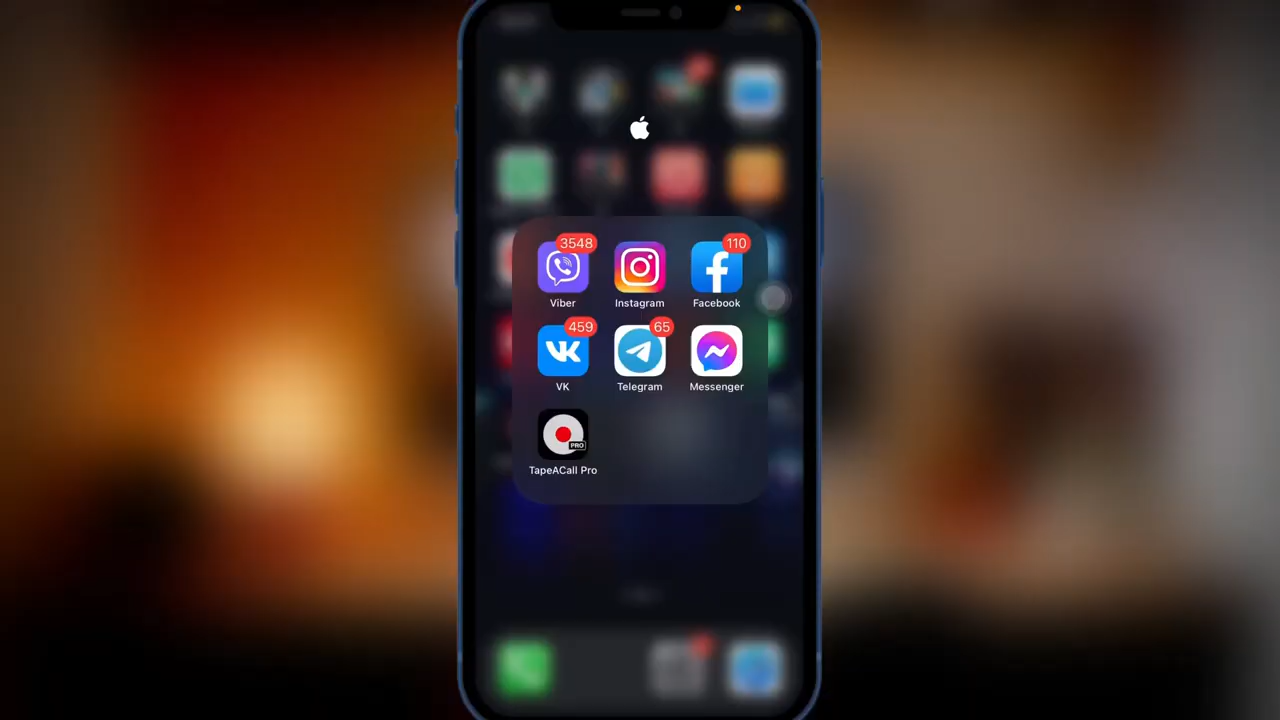 3548
110
Viber
Instagram
Facebook
459
65
VK
Telegram
Messenger
PRO
TapeACall Pro